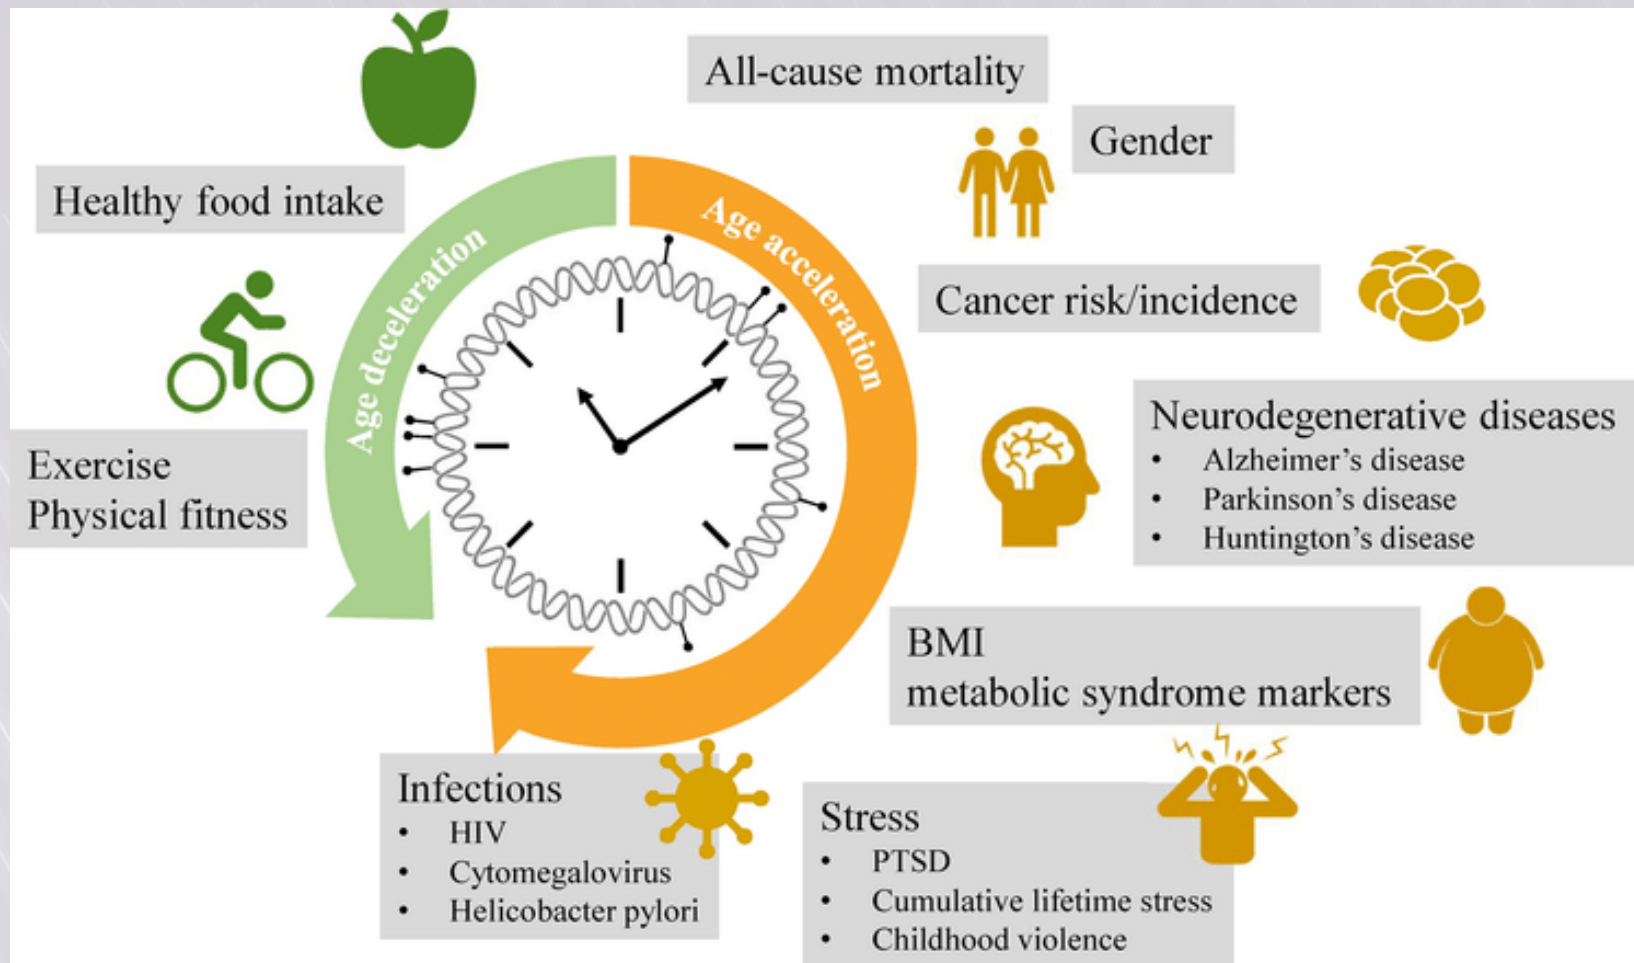 All-cause mortality
Gender
Healthy food intake
Age deceleration
Age acceleration
Cancer risk/incidence
Exercise
Physical fitness
Neurodegenerative diseases
• Alzheimer's disease
• Parkinson's disease
• Huntington's disease
BMI
metabolic syndrome markers
Infections
• HIV
• Cytomegalovirus
• Helicobacter pylori
Stress
• PTSD
• Cumulative lifetime stress
• Childhood violence